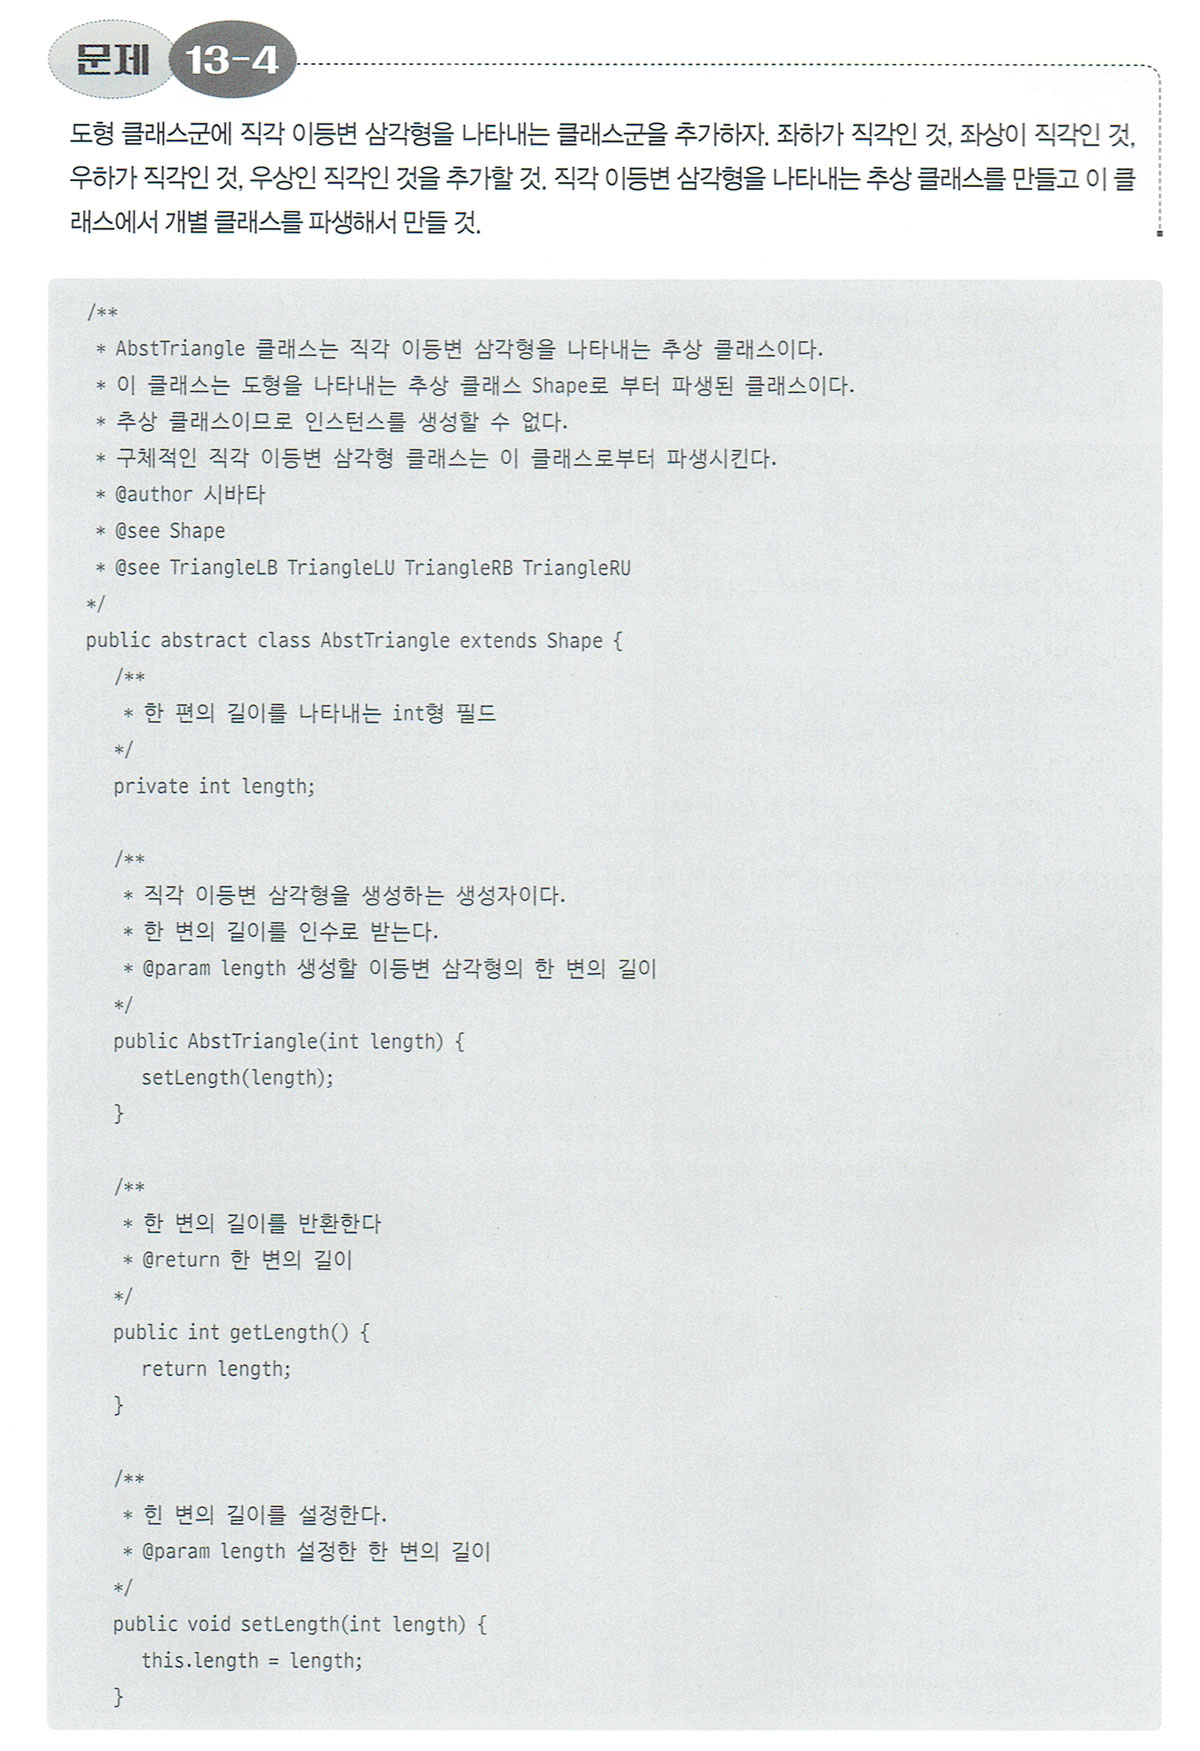 문제 13-4
도형 클래스군에 직각 이등변 삼각형을 나타내는 클래스군을 추가하자. 좌하가 직각인 것, 좌상이 직각인 것,
우하가 직각인 것, 우상인 직각인 것을 추가할 것. 직각 이등변 삼각형을 나타내는 추상 클래스를 만들고 이 클
래스에서 개별 클래스를 파생해서 만들 것.
/**
* AbstTriangle 클래스는 직각 이등변 삼각형을 나타내는 추상 클래스이다.
* 이 클래스는 도형을 나타내는 추상 클래스 Shape로 부터 파생된 클래스이다.
* 추상 클래스이므로 인스턴스를 생성할 수 없다.
* 구체적인 직각 이등변 삼각형 클래스는 이 클래스로부터 파생시킨다.
* @author 시바타
* @see Shape
* @see TriangleLB TriangleLU TriangleRB TriangleRU
*/
public abstract class AbstTriangle extends Shape {
/**
* 한 편의 길이를 나타내는 int형 필드
*/
private int length;
/**
* 직각 이등변 삼각형을 생성하는 생성자이다.
* 한 변의 길이를 인수로 받는다.
* @param length 생성할 이등변 삼각형의 한 변의 길이
*/
public AbstTriangle(int length) {
setLength(length);
}
/**
* 한 변의 길이를 반환한다
* @return 한 변의 길이
*/
public int getLength() {
return length;
}
/**
* 힌 변의 길이를 설정한다.
* @param length 설정한 한 변의 길이
*/
public void setLength(int length) {
this.length = length;
}